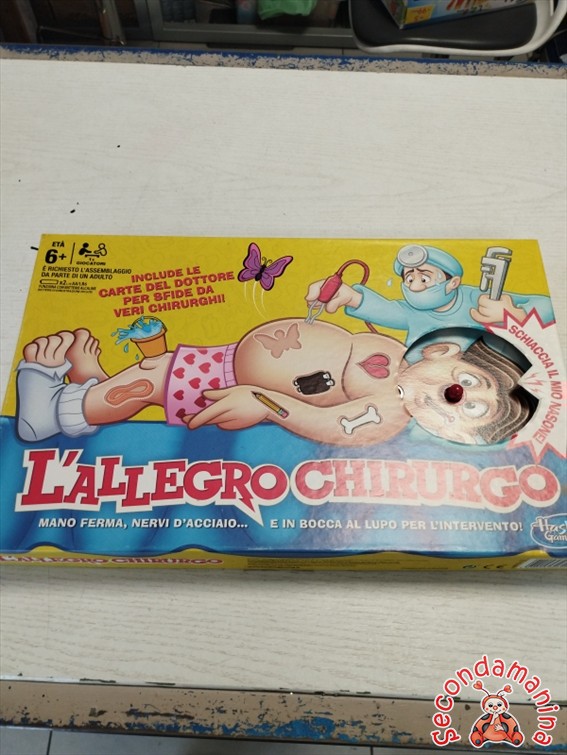 ETÀ
6+
1+
GIOCATORI
È RICHIESTO L'ASSEMBLAGGIO
DA PARTE DI UN ADULTO
INCLUDE LE
CARTE DEL DOTTORE
PER SFIDE DA
VERI CHIRURGHI!
SCHIACCIA IL MIO NASONE!
L'ALLEGRO CHIRURGO
MANO FERMA, NERVI D'ACCIAIO... E IN BOCCA AL LUPO PER L'INTERVENTO!
L'ALLEGRO CHIRURGO
CE
secondamanina